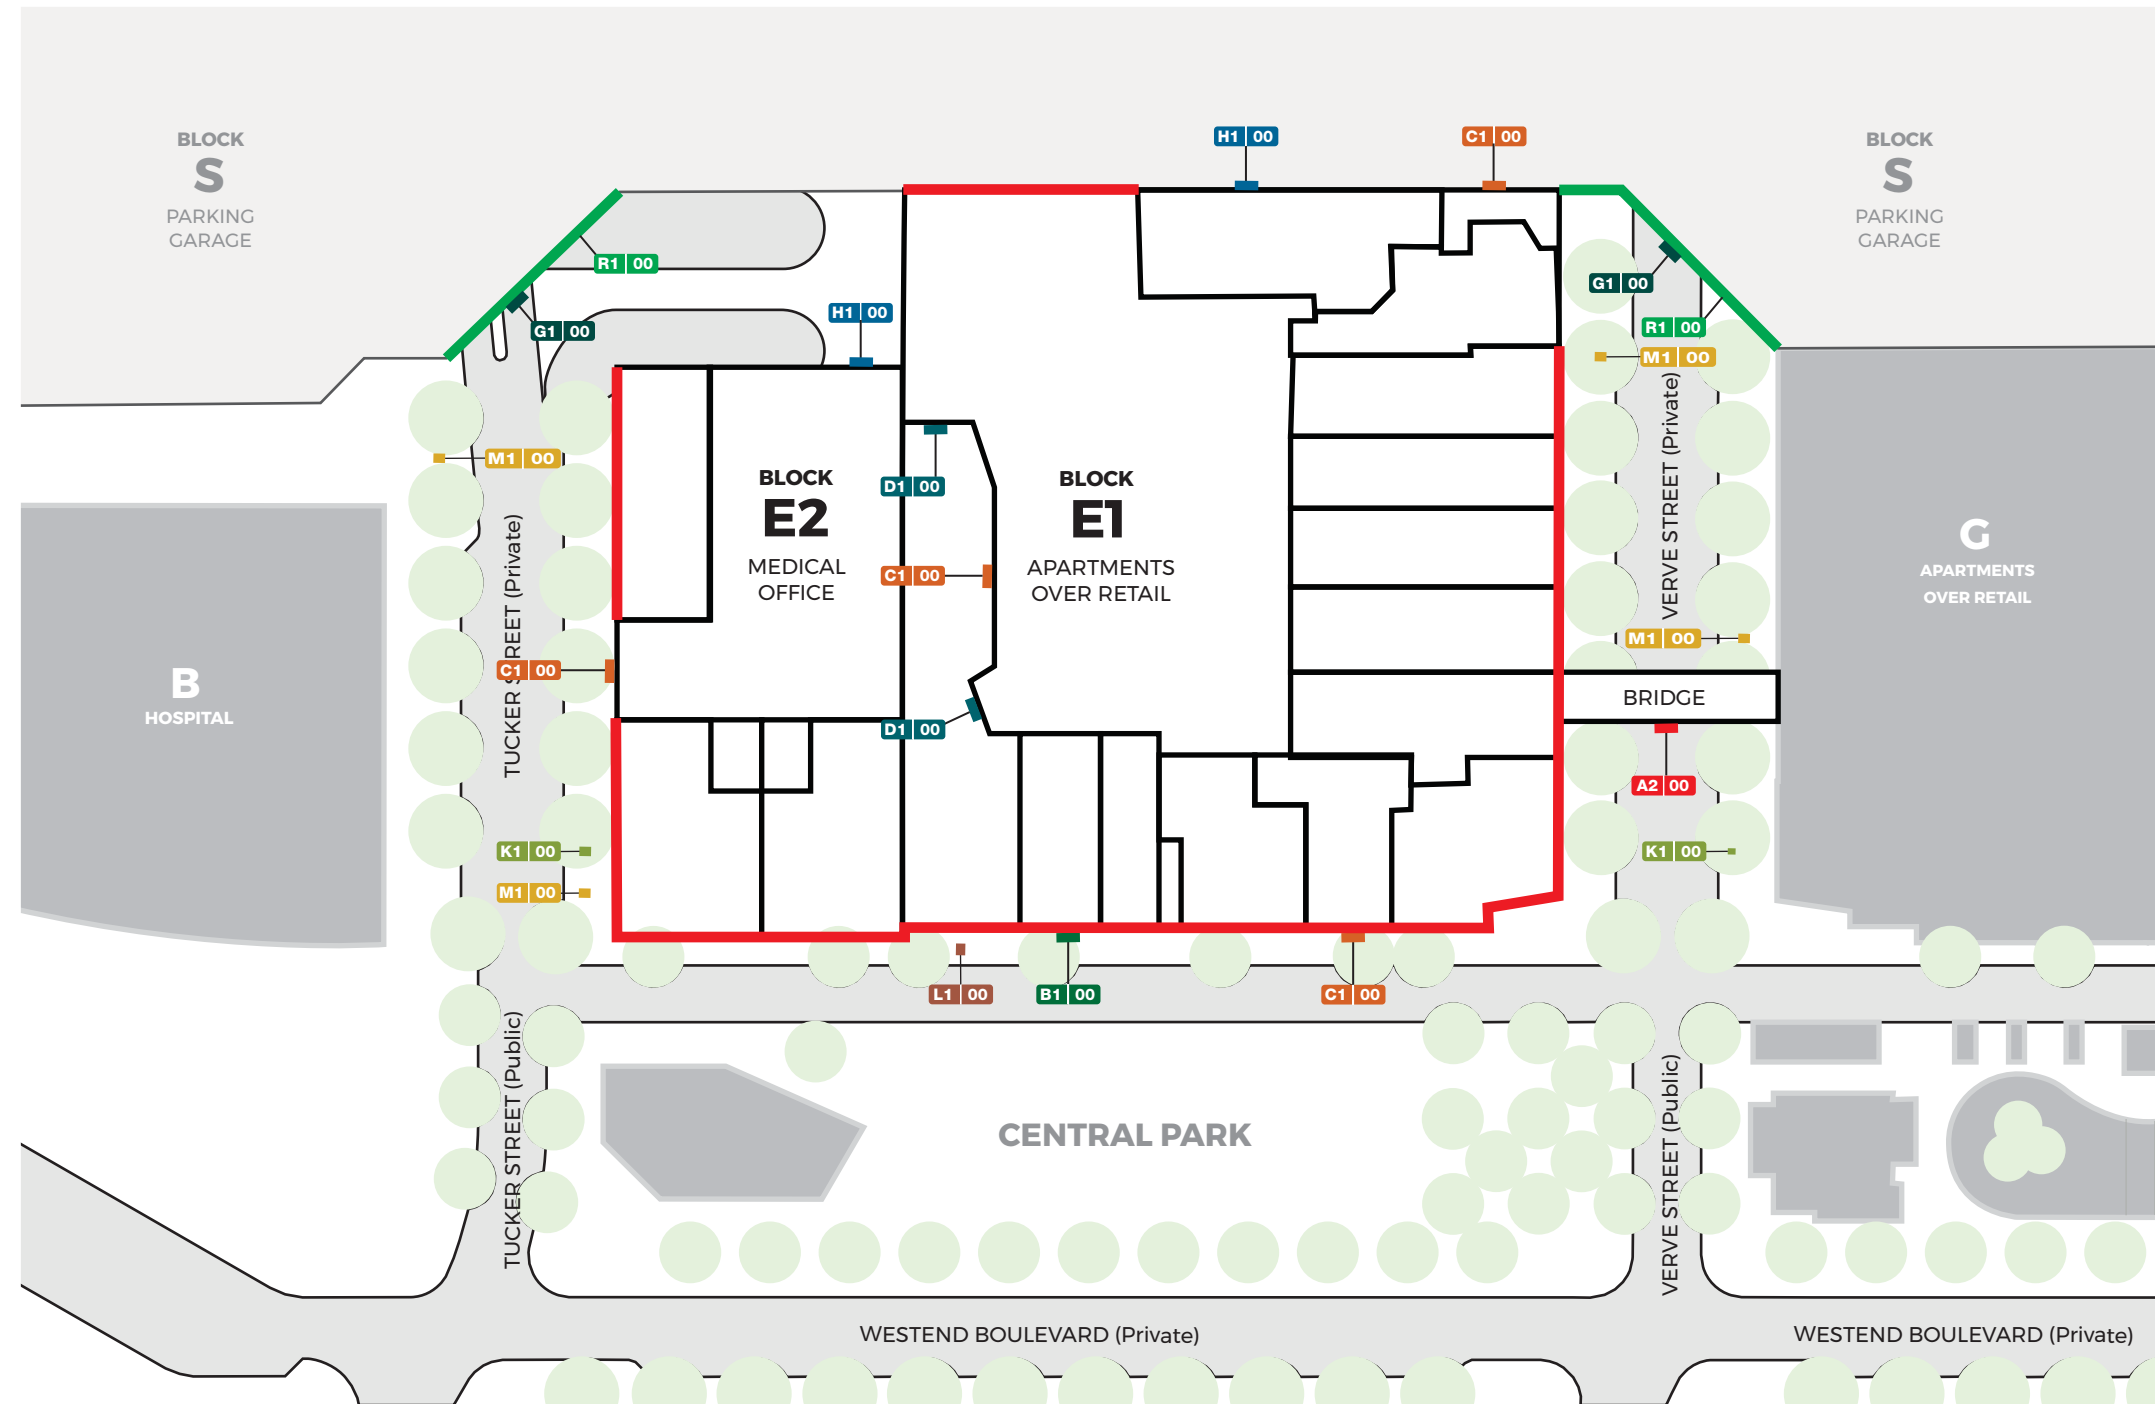 BLOCK
S
PARKING
GARAGE
H1 00
C1 00
BLOCK
S
PARKING
GARAGE
R1 00
G1 00
G1 00
H1 00
R1 00
M1 00
M1 00
BLOCK
E2
MEDICAL
OFFICE
D1 00
BLOCK
E1
APARTMENTS
OVER RETAIL
C1 00
VERVE STREET (Private)
G
APARTMENTS
OVER RETAIL
TUCKER STREET (Private)
C1 00
M1 00
B
HOSPITAL
BRIDGE
D1 00
A2 00
K1 00
K1 00
M1 00
L1 00
B1 00
C1 00
TUCKER STREET (Public)
CENTRAL PARK
VERVE STREET (Public)
WESTEND BOULEVARD (Private)
WESTEND BOULEVARD (Private)